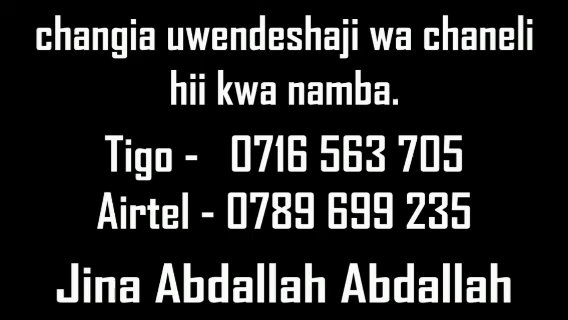 changia uwendeshaji wa chaneli
hii kwa namba.
Tigo - 0716 563 705
Airtel - 0789 699 235
Jina Abdallah Abdallah